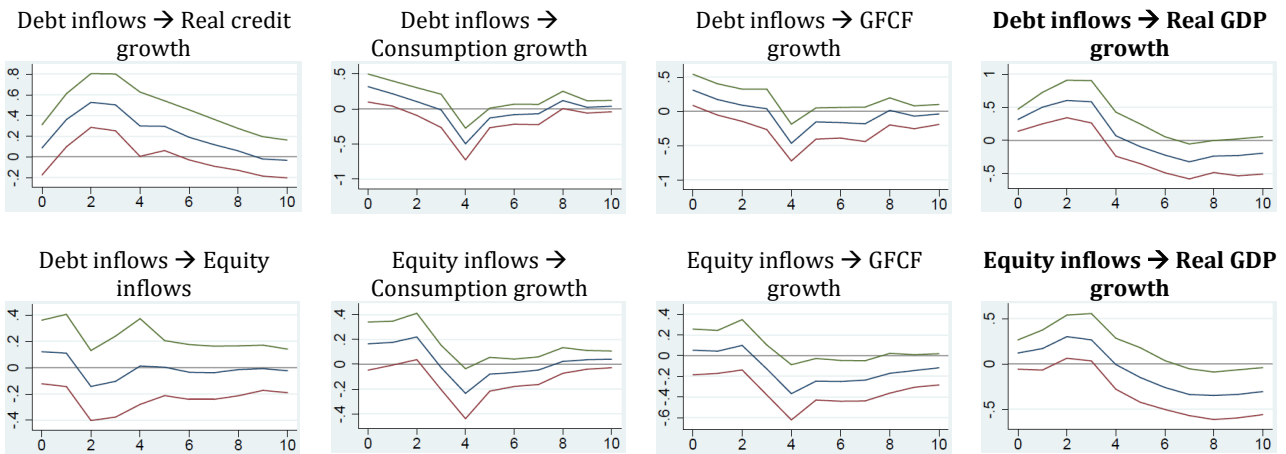 Debt inflows → Real credit
growth
Debt inflows →
Consumption growth
Debt inflows → GFCF
growth
Debt inflows → Real GDP
growth
.8
.6
.4
.2
0
-.2
0 2 4 6 8 10
.5
0
-.5
-1
0 2 4 6 8 10
.5
0
-.5
-1
0 2 4 6 8 10
1
.5
0
-.5
0 2 4 6 8 10
Debt inflows → Equity
inflows
Equity inflows →
Consumption growth
Equity inflows → GFCF
growth
Equity inflows → Real GDP
growth
.4
.2
0
-.2
-.4
0 2 4 6 8 10
.4
.2
0
-.2
-.4
0 2 4 6 8 10
.4
.2
0
-.2
-.4
-.6
0 2 4 6 8 10
.5
0
-.5
0 2 4 6 8 10